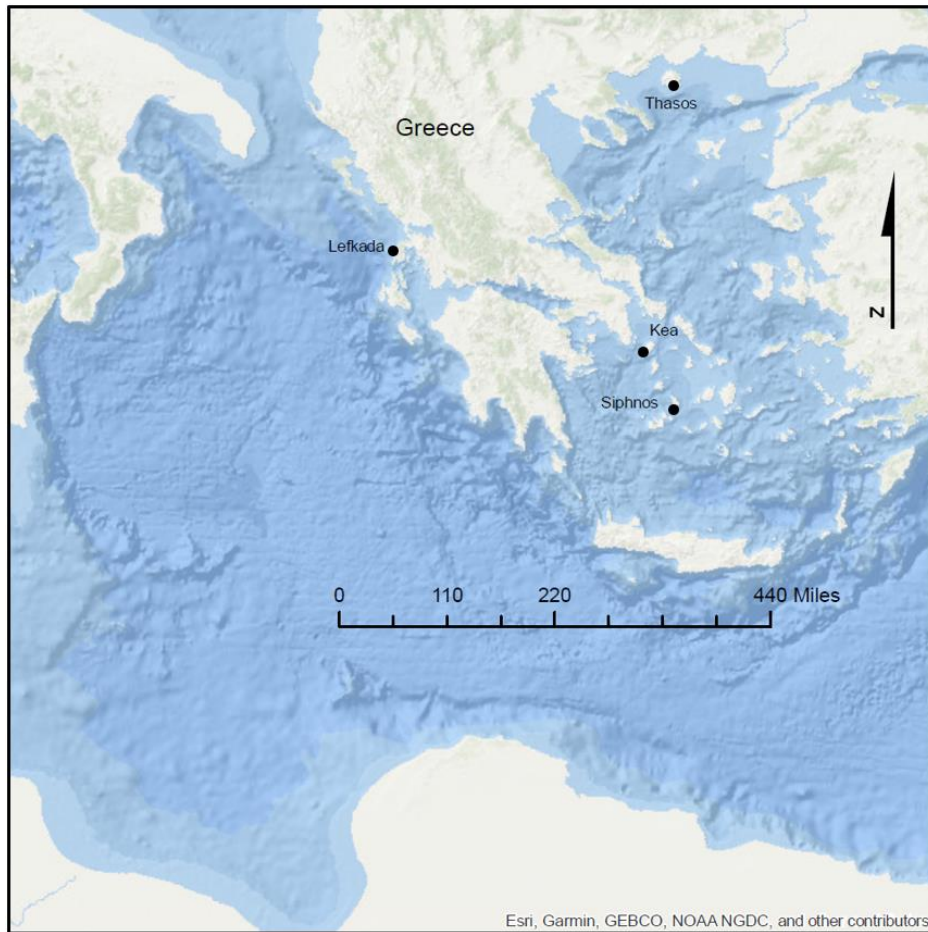 Thasos
Greece
N
Lefkada
Kea
Siphnos
0 110 220 440 Miles
Esri, Garmin, GEBCO, NOAA NGDC, and other contributors